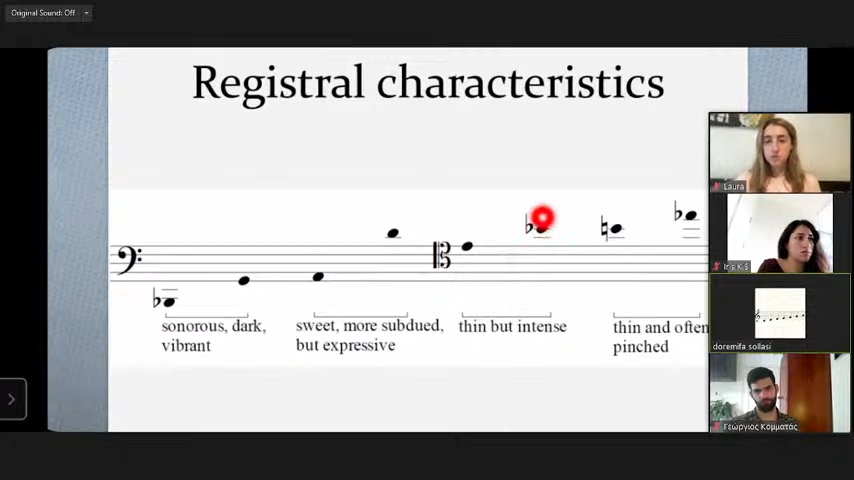 Original Sound: Off
Registral characteristics
sonorous, dark,
vibrant
sweet, more subdued,
but expressive
thin but intense
thin and often
pinched
Laura
Iris K.S
doremifa sollasi
Γεώργιος Κομματάς